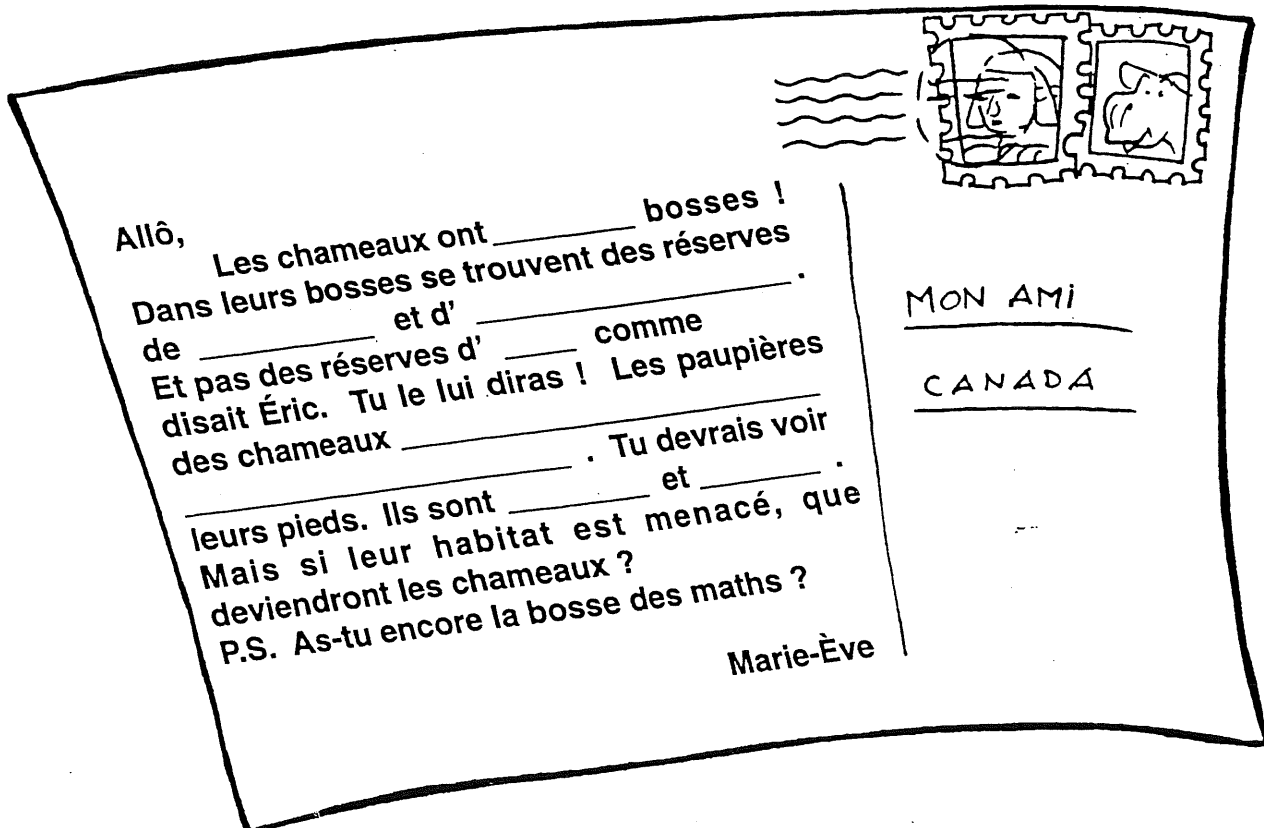 Allô,
Les chameaux ont ________ bosses !
Dans leurs bosses se trouvent des réserves
de __________ et d' __________________ .
Et pas des réserves d' ____ comme
disait Éric. Tu le lui diras ! Les paupières
des chameaux ________________________
______________________ . Tu devrais voir
leurs pieds. Ils sont ________ et _______ .
Mais si leur habitat est menacé, que
deviendront les chameaux ?
P.S. As-tu encore la bosse des maths ?
Marie-Ève
MON AMI
CANADA